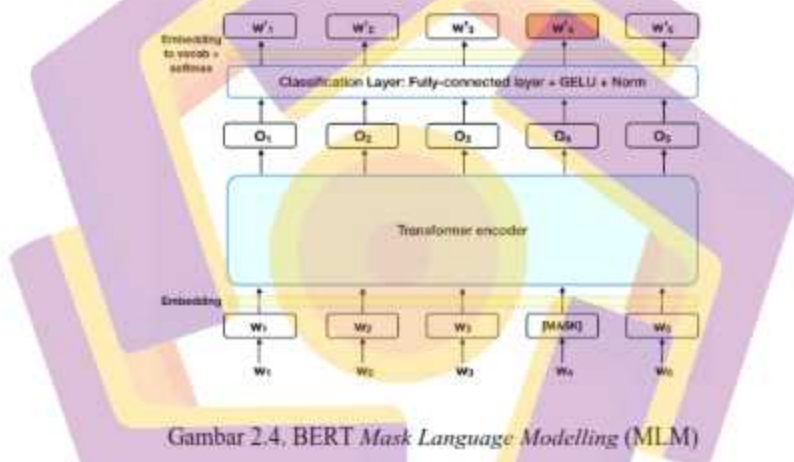 w'₁ w'₂ w'₃ w'₄ w'₅
Embedding
to vocab +
softmax
Classification Layer: Fully-connected layer + GELU + Norm
O₁ O₂ O₃ O₄ O₅
Transformer encoder
Embedding
W₁ W₂ W₃ [MASK] W₅
W₁ W₂ W₃ W₄ W₅
Gambar 2.4. BERT Mask Language Modelling (MLM)